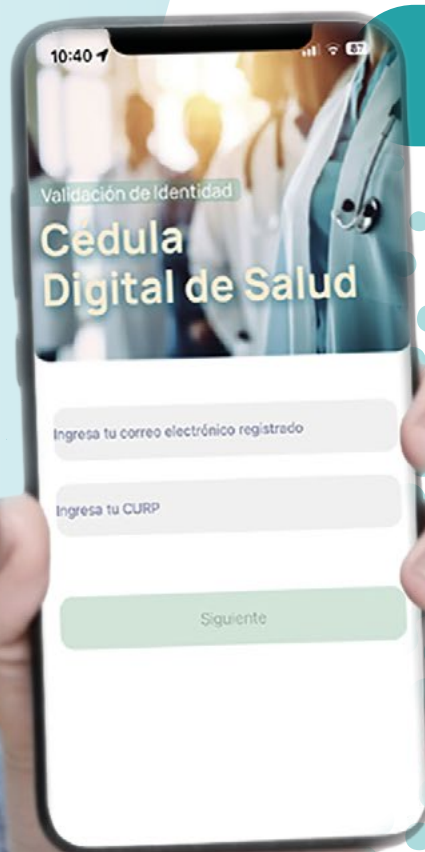 10:40
87
Validación de Identidad
Cédula
Digital de Salud
Ingresa tu correo electrónico registrado
Ingresa tu CURP
Siguiente